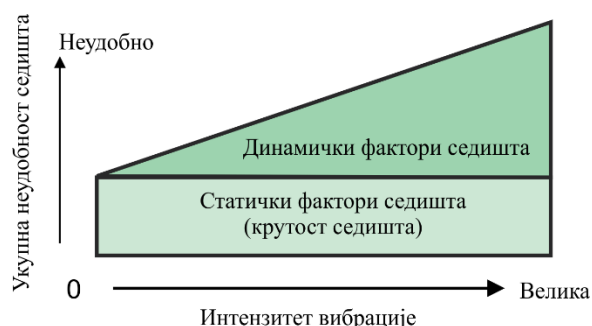 Неудобно
Укупна неудобност седишта
Динамички фактори седишта
Статички фактори седишта
(крутост седишта)
0
Велика
Интензитет вибрације